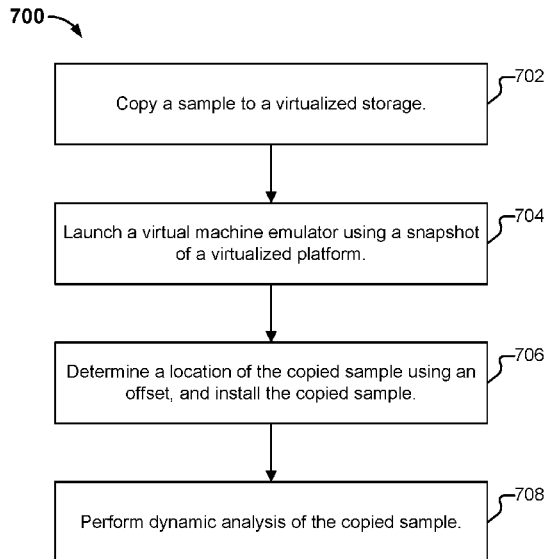 700
Copy a sample to a virtualized storage.
702
Launch a virtual machine emulator using a snapshot
of a virtualized platform.
704
Determine a location of the copied sample using an
offset, and install the copied sample.
706
Perform dynamic analysis of the copied sample.
708